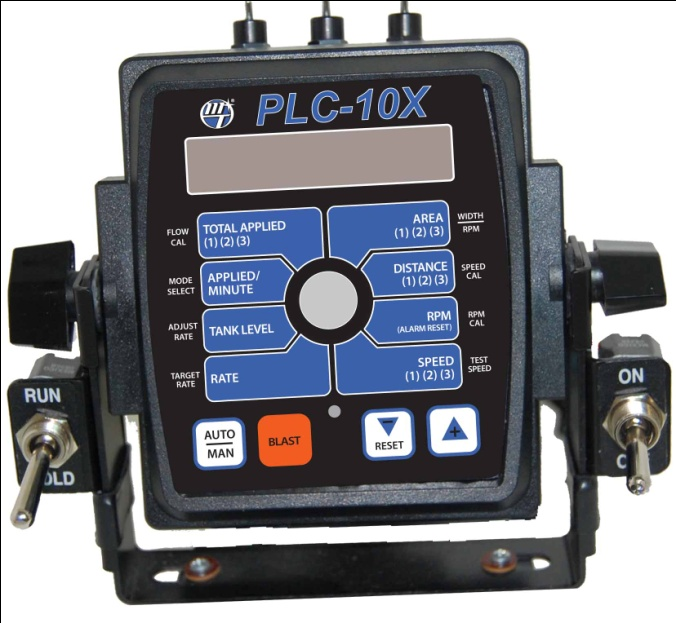 PLC-10X
FLOW
CAL
TOTAL APPLIED
(1) (2) (3)
AREA
(1) (2) (3)
WIDTH
RPM
MODE
SELECT
APPLIED/
MINUTE
DISTANCE
(1) (2) (3)
SPEED
CAL
ADJUST
RATE
TANK LEVEL
RPM
(ALARM RESET)
RPM
CAL
TARGET
RATE
RATE
SPEED
(1) (2) (3)
TEST
SPEED
RUN
OLD
ON
AUTO
MAN
BLAST
–
RESET
+